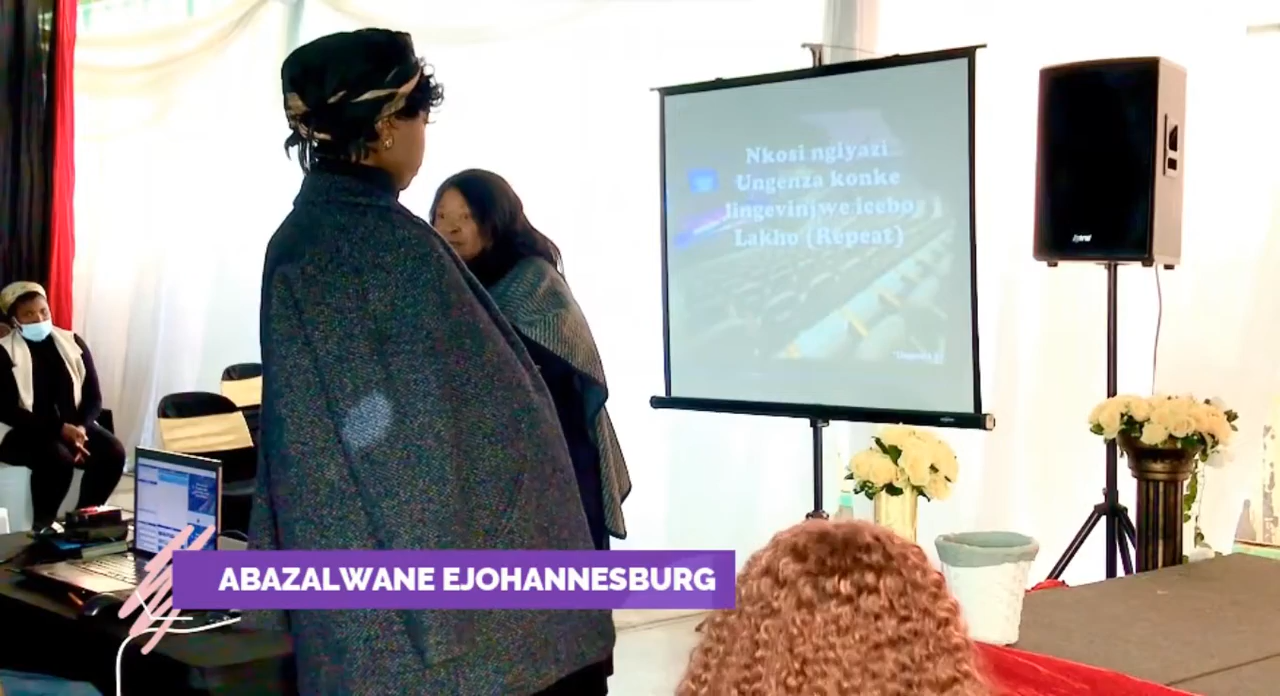 Nkosi ngiyazi
Ungenza konke
lingevinjwe icebo
Lakho (Repeat)
ABAZALWANE EJOHANNESBURG